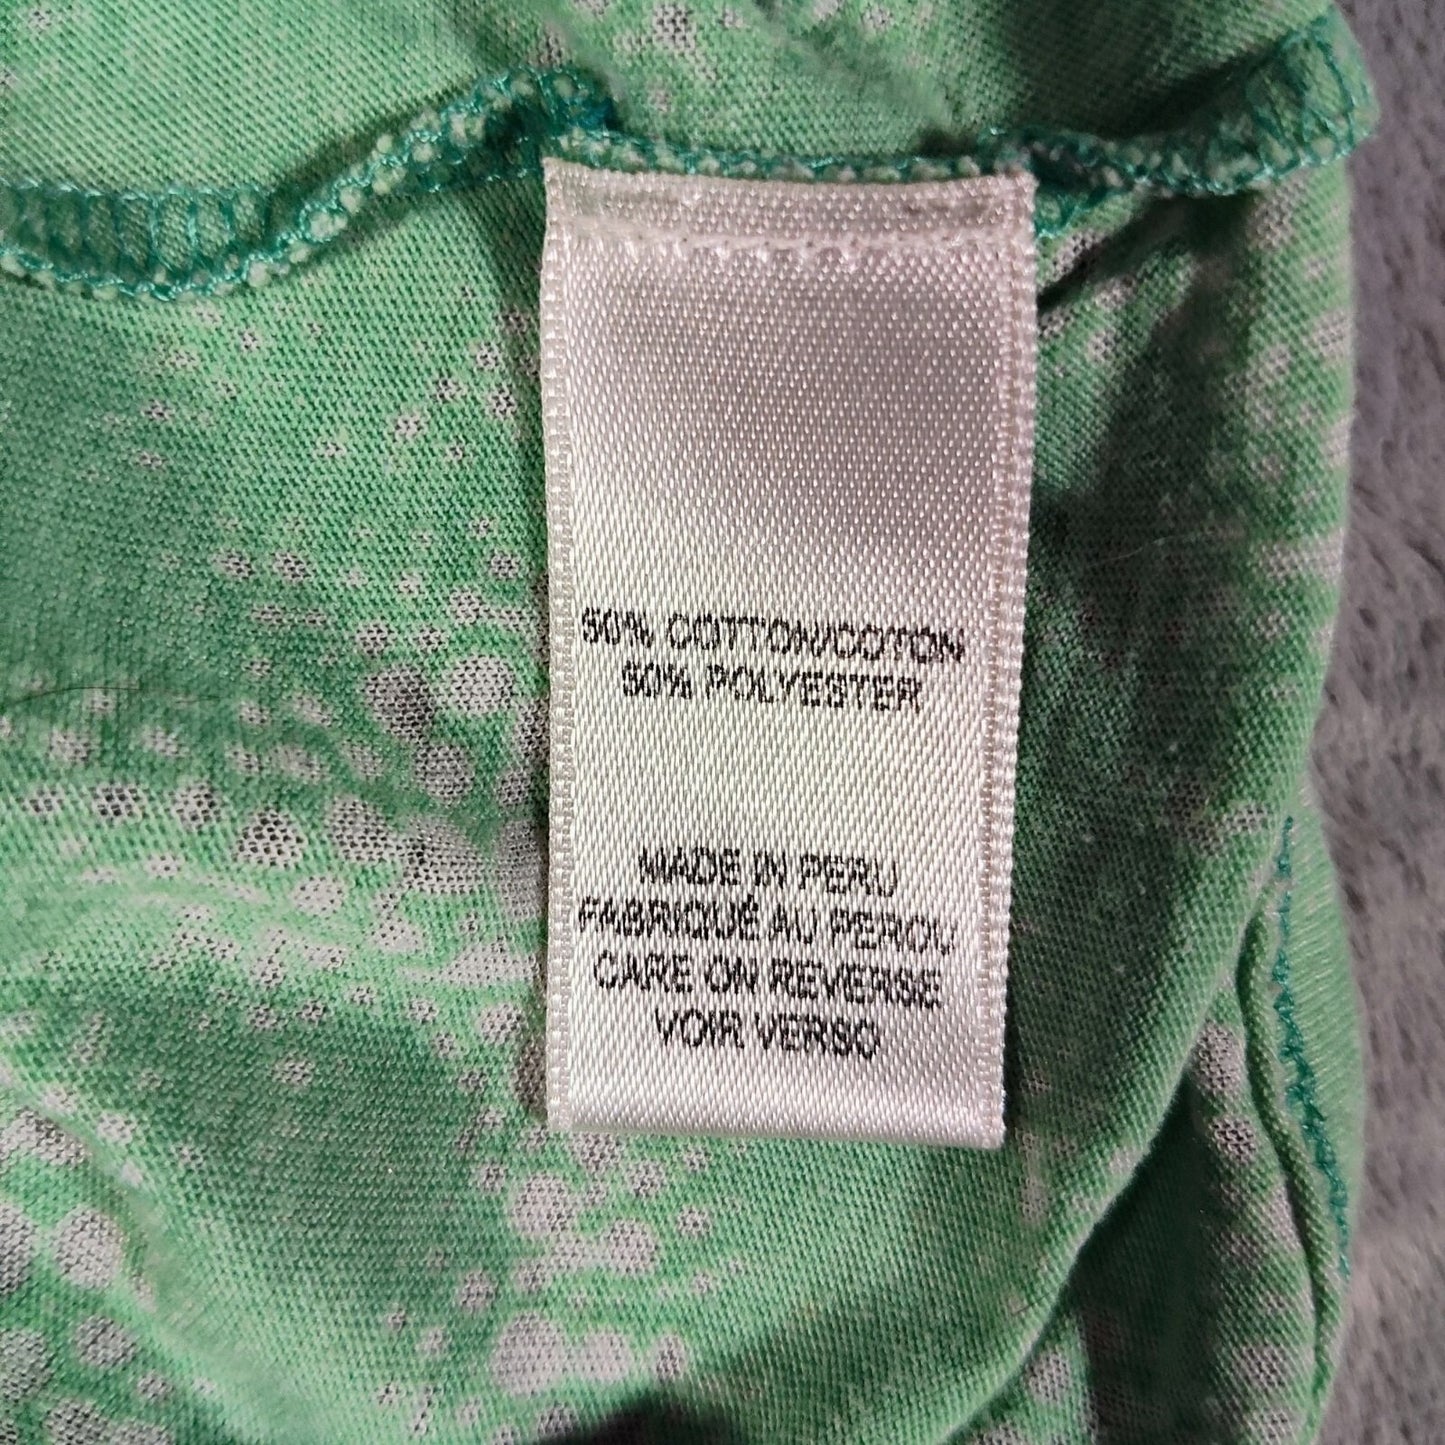 50% COTTON/COTON
50% POLYESTER
MADE IN PERU
FABRIQUÉ AU PEROU
CARE ON REVERSE
VOIR VERSO